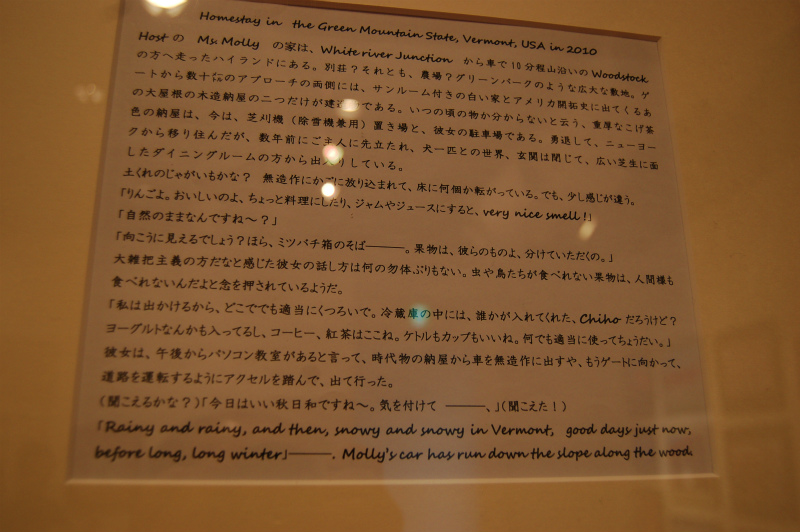 Homestay in the Green Mountain State, Vermont, USA in 2010
Host の Ms. Molly の家は、White river Junction から車で10分程山沿いの Woodstock
の方へ走ったハイランドにある。別荘?それとも、農場?グリーンパークのような広大な敷地。ゲ
ートから数十㍍のアプローチの両側には、サンルーム付きの白い家とアメリカ開拓史に出てくるあ
の大屋根の木造納屋の二つだけが建造である。いつの頃の物か分からないと云う、重厚なこげ茶
色の納屋は、今は、芝刈機(除雪機兼用)置き場と、彼女の駐車場である。勇退して、ニューヨー
クから移り住んだが、数年前にご主人に先立たれ、犬一匹との世界、玄関は閉じて、広い芝生に面
したダイニングルームの方から出入りしている。
土くれのじゃがいもかな? 無造作にかごに放り込まれて、床に何個か転がっている。でも、少し感じが違う。
「りんごよ。おいしいのよ、ちょっと料理にしたり、ジャムやジュースにすると、very nice smell!」
「自然のままなんですね〜?」
「向こうに見えるでしょう?ほら、ミツバチ箱のそば―――。果物は、彼らのものよ、分けていただくの。」
大雑把主義の方だなと感じた彼女の話し方は何の勿体ぶりもない。虫や鳥たちが食べれない果物は、人間様も
食べれないんだよと念を押されているようだ。
「私は出かけるから、どこででも適当にくつろいで。冷蔵庫の中には、誰かが入れてくれた、Chiho だろうけど?
ヨーグルトなんかも入ってるし、コーヒー、紅茶はここね。ケトルもカップもいいね。何でも適当に使ってちょうだい。」
彼女は、午後からパソコン教室があると言って、時代物の納屋から車を無造作に出すや、もうゲートに向かって、
道路を運転するようにアクセルを踏んで、出て行った。
(聞こえるかな?)「今日はいい秋日和ですね〜。気を付けて ―――、」(聞こえた!)
「Rainy and rainy, and then, snowy and snowy in Vermont, good days just now,
before long, long winter」―――. Molly's car has run down the slope along the wood.